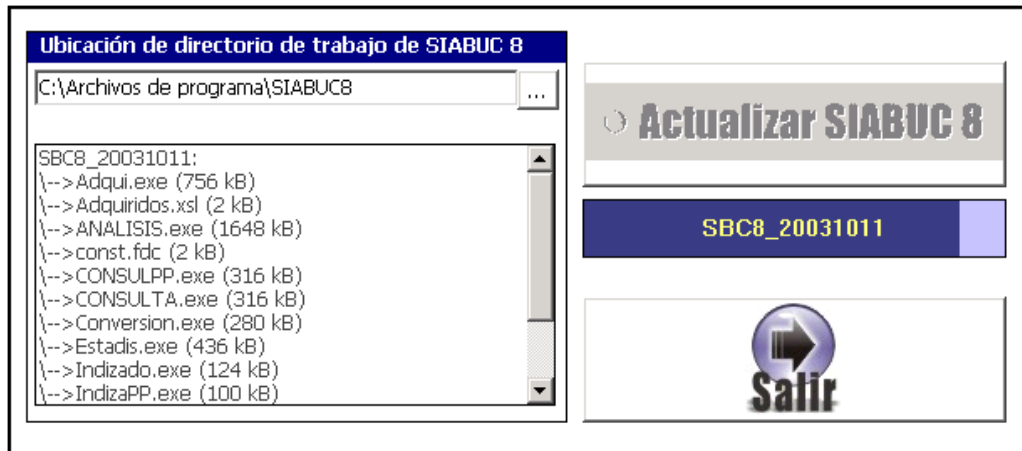 Ubicación de directorio de trabajo de SIABUC 8
C:\Archivos de programa\SIABUC8
...
SBC8_20031011:
\-->Adqui.exe (756 kB)
\-->Adquiridos.xsl (2 kB)
\-->ANALISIS.exe (1648 kB)
\-->const.fdc (2 kB)
\-->CONSULPP.exe (316 kB)
\-->CONSULTA.exe (316 kB)
\-->Conversion.exe (280 kB)
\-->Estadis.exe (436 kB)
\-->Indizado.exe (124 kB)
\-->IndizaPP.exe (100 kB)
Actualizar SIABUC 8
SBC8_20031011
Salir